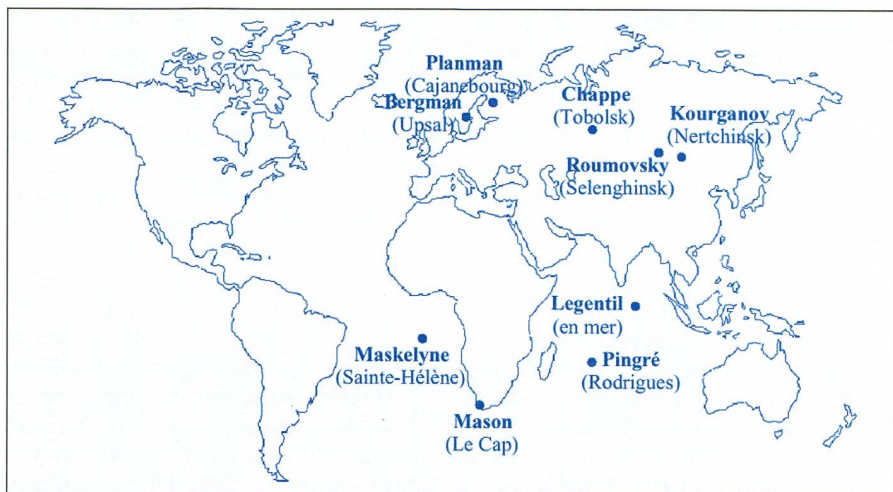 Planman
(Cajanebourg)
Bergman
(Upsal)
Chappe
(Tobolsk)
Kourganov
(Nertchinsk)
Roumovsky
(Selenghinsk)
Legentil
(en mer)
Maskelyne
(Sainte-Hélène)
Pingré
(Rodrigues)
Mason
(Le Cap)